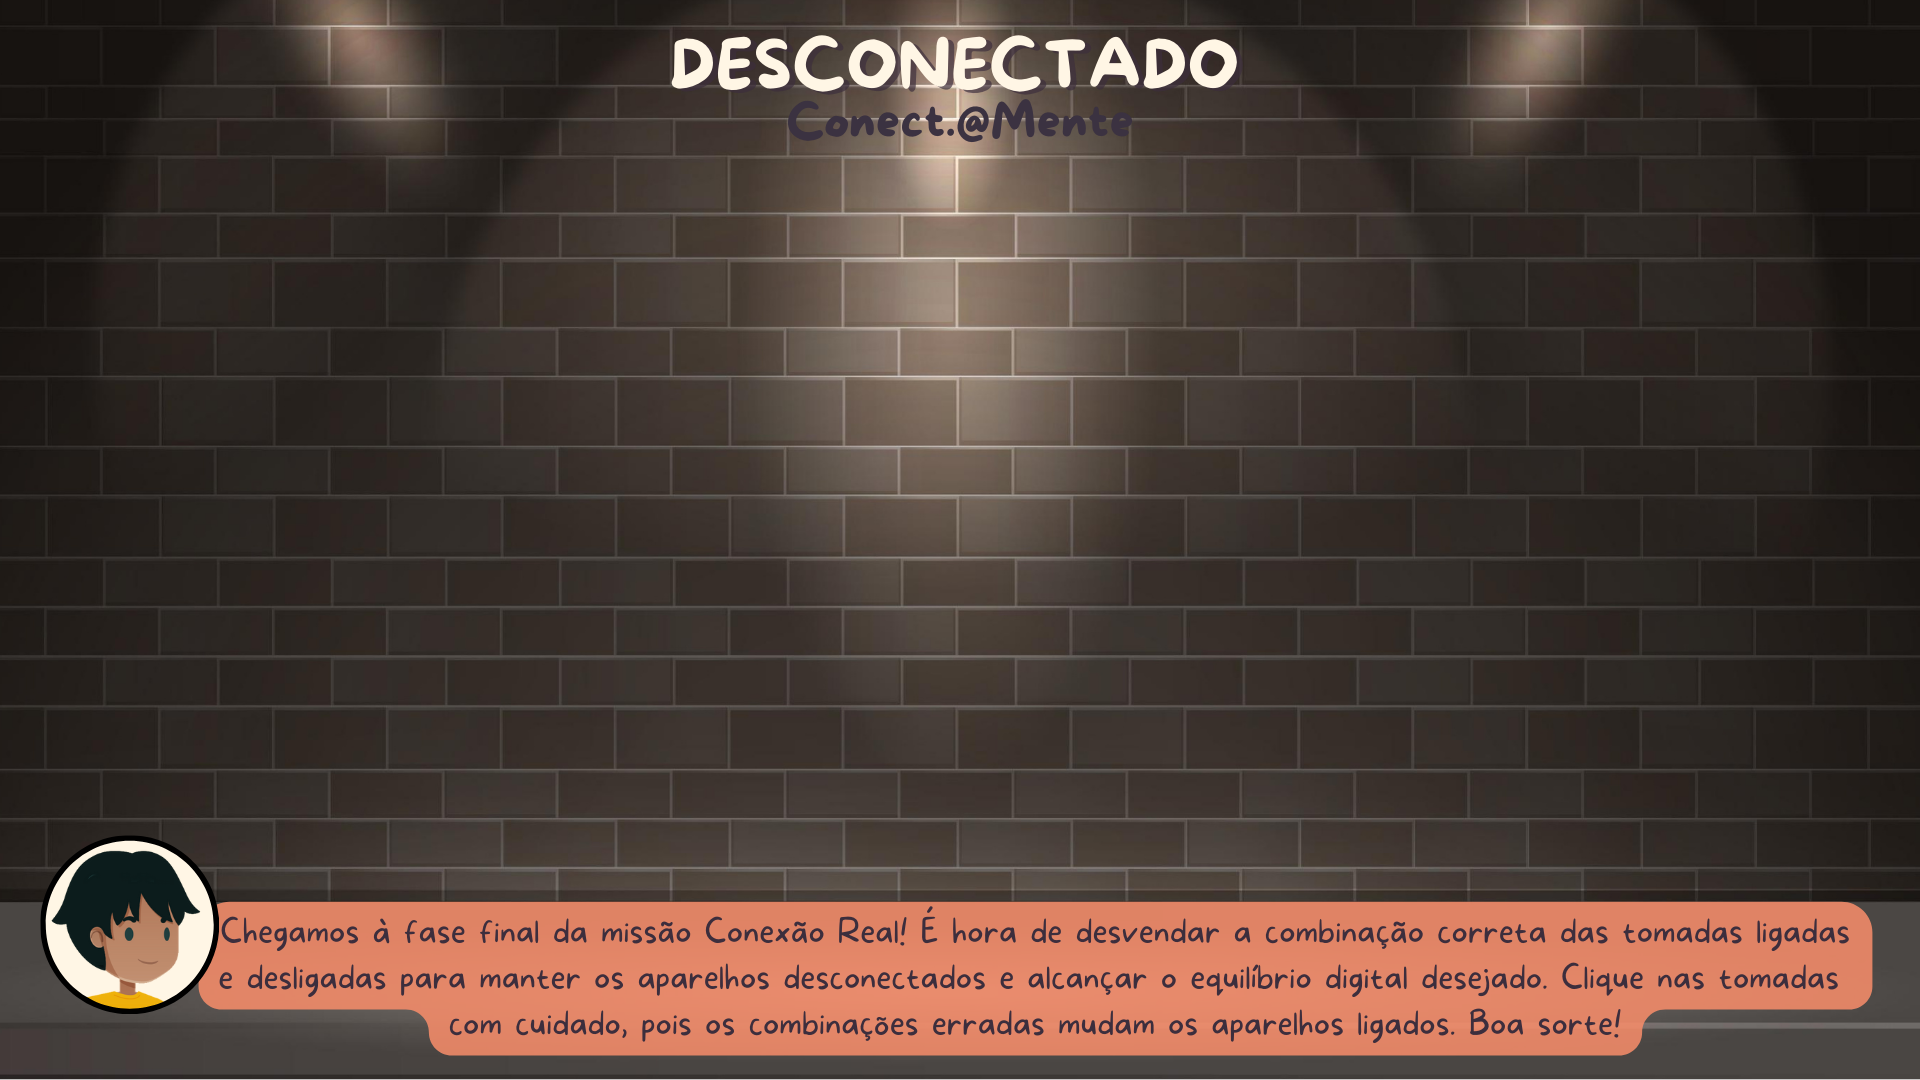 DESCONECTADO
Conect.@Mente
Chegamos à fase final da missão Conexão Real! É hora de desvendar a combinação correta das tomadas ligadas
e desligadas para manter os aparelhos desconectados e alcançar o equilíbrio digital desejado. Clique nas tomadas
com cuidado, pois os combinações erradas mudam os aparelhos ligados. Boa sorte!